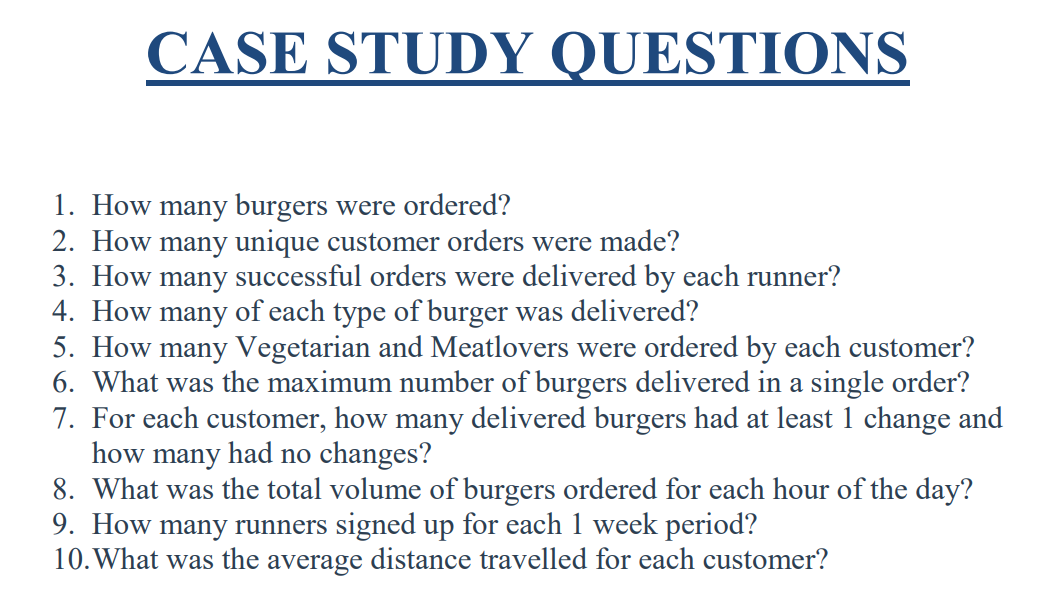 CASE STUDY QUESTIONS
1. How many burgers were ordered?
2. How many unique customer orders were made?
3. How many successful orders were delivered by each runner?
4. How many of each type of burger was delivered?
5. How many Vegetarian and Meatlovers were ordered by each customer?
6. What was the maximum number of burgers delivered in a single order?
7. For each customer, how many delivered burgers had at least 1 change and
how many had no changes?
8. What was the total volume of burgers ordered for each hour of the day?
9. How many runners signed up for each 1 week period?
10.What was the average distance travelled for each customer?